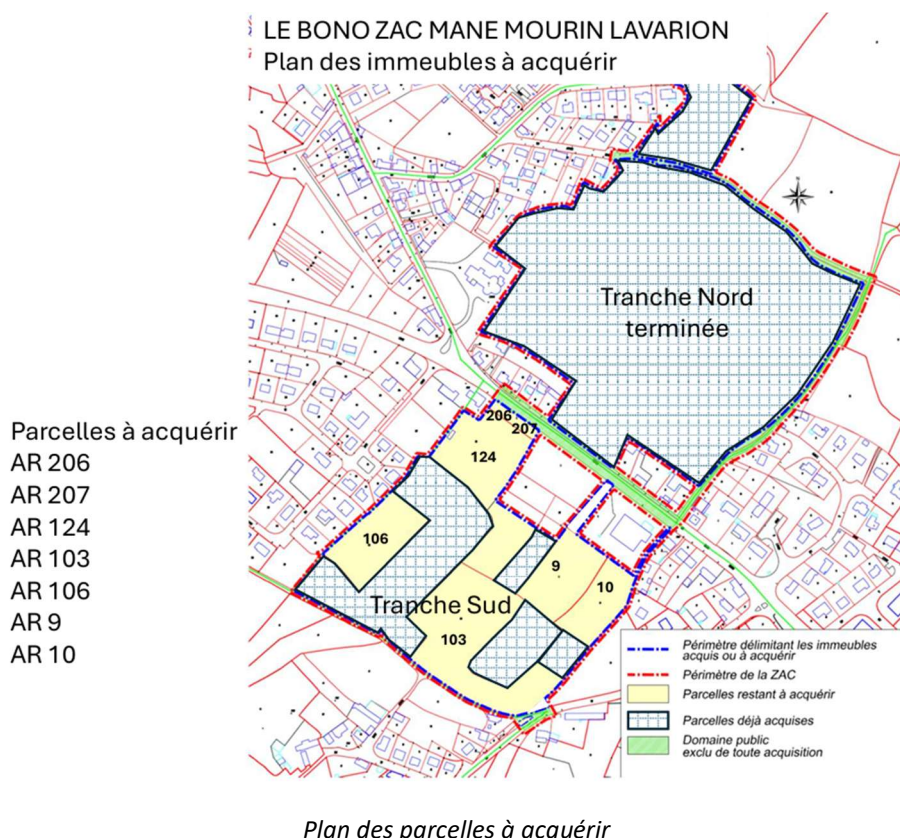 LE BONO ZAC MANE MOURIN LAVARION
Plan des immeubles à acquérir
Tranche Nord
terminée
Parcelles à acquérir
AR 206
AR 207
AR 124
AR 103
AR 106
AR 9
AR 10
206
207
124
106
9
10
Tranche Sud
103
Périmètre délimitant les immeubles
acquis ou à acquérir
Périmètre de la ZAC
Parcelles restant à acquérir
Parcelles déjà acquises
Domaine public
exclu de toute acquisition
Plan des parcelles à acquérir